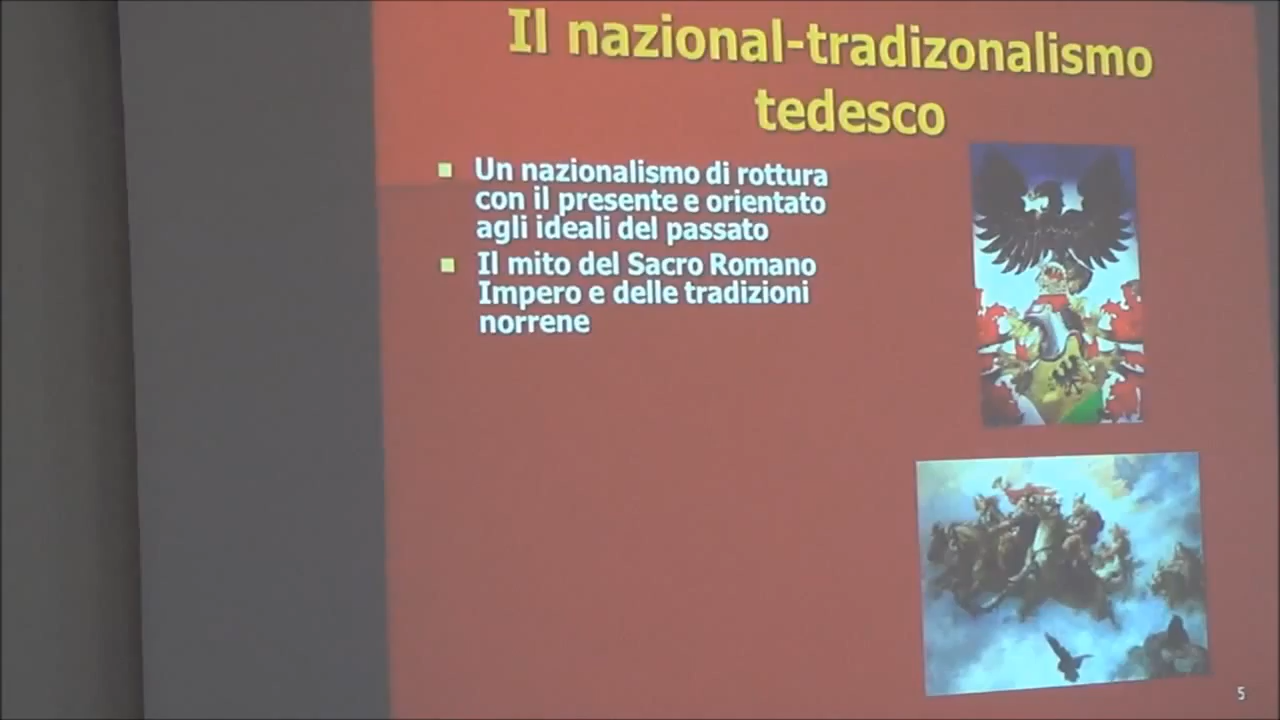 Il nazional-tradizonalismo
tedesco
Un nazionalismo di rottura
con il presente e orientato
agli ideali del passato
Il mito del Sacro Romano
Impero e delle tradizioni
norrene
5